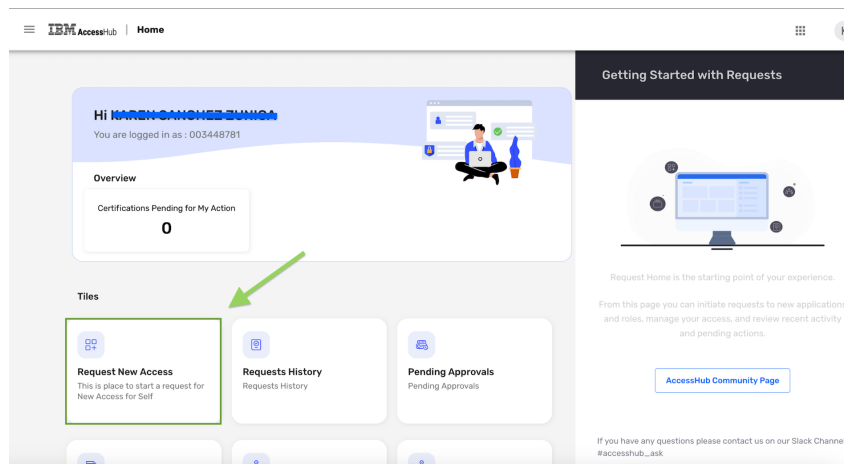 IBM AccessHub | Home
Getting Started with Requests
Hi
You are logged in as : 003448781
Overview
Certifications Pending for My Action
0
Request Home is the starting point of your experience.
From this page you can initiate requests to new applications
and roles, manage your access, and review recent activity
and pending actions.
AccessHub Community Page
If you have any questions please contact us on our Slack Channe
#accesshub_ask
Tiles
Request New Access
This is place to start a request for
New Access for Self
Requests History
Requests History
Pending Approvals
Pending Approvals